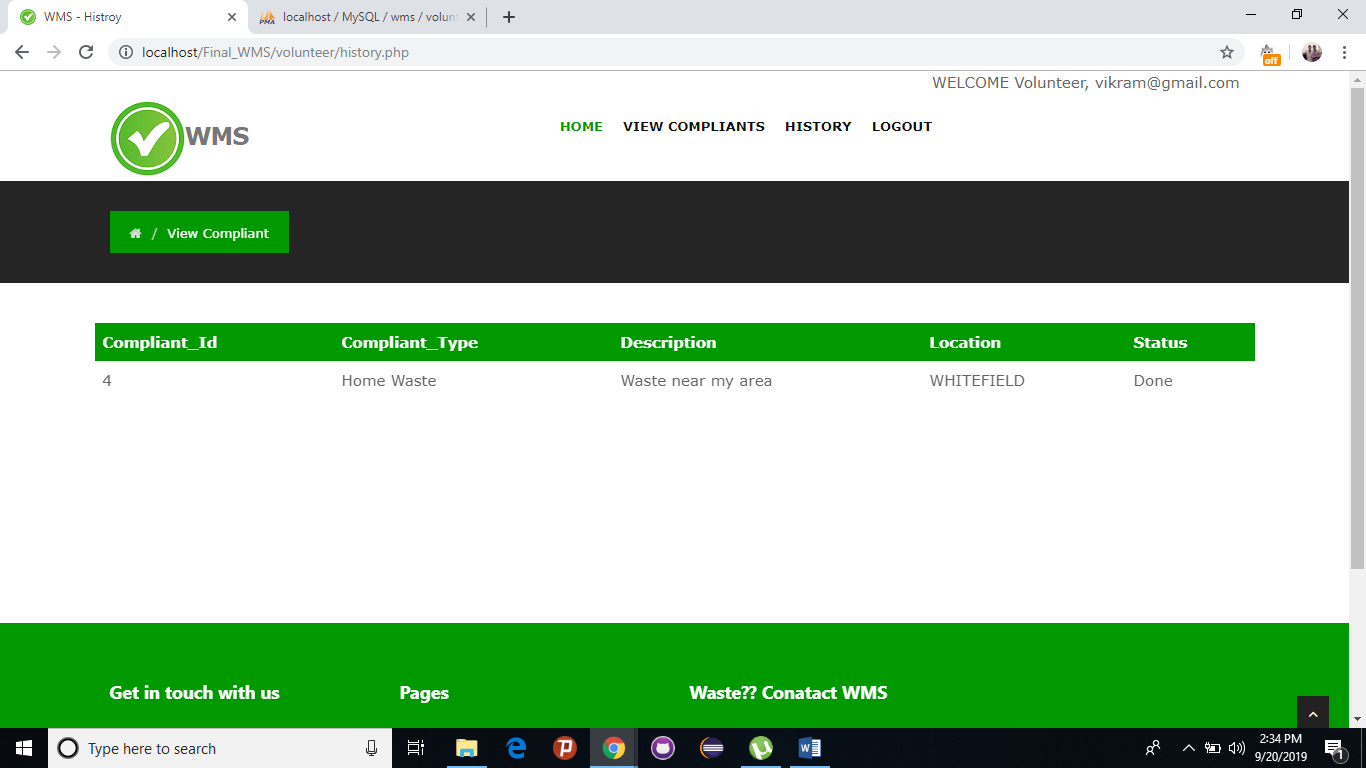 WMS - Histroy
localhost / MySQL / wms / volunt
localhost/Final_WMS/volunteer/history.php
off
WELCOME Volunteer, vikram@gmail.com
WMS
HOME VIEW COMPLIANTS HISTORY LOGOUT
/ View Compliant
Compliant_Id Compliant_Type Description Location Status
4 Home Waste Waste near my area WHITEFIELD Done
Get in touch with us Pages Waste?? Conatact WMS
Type here to search
2:34 PM
9/20/2019
1